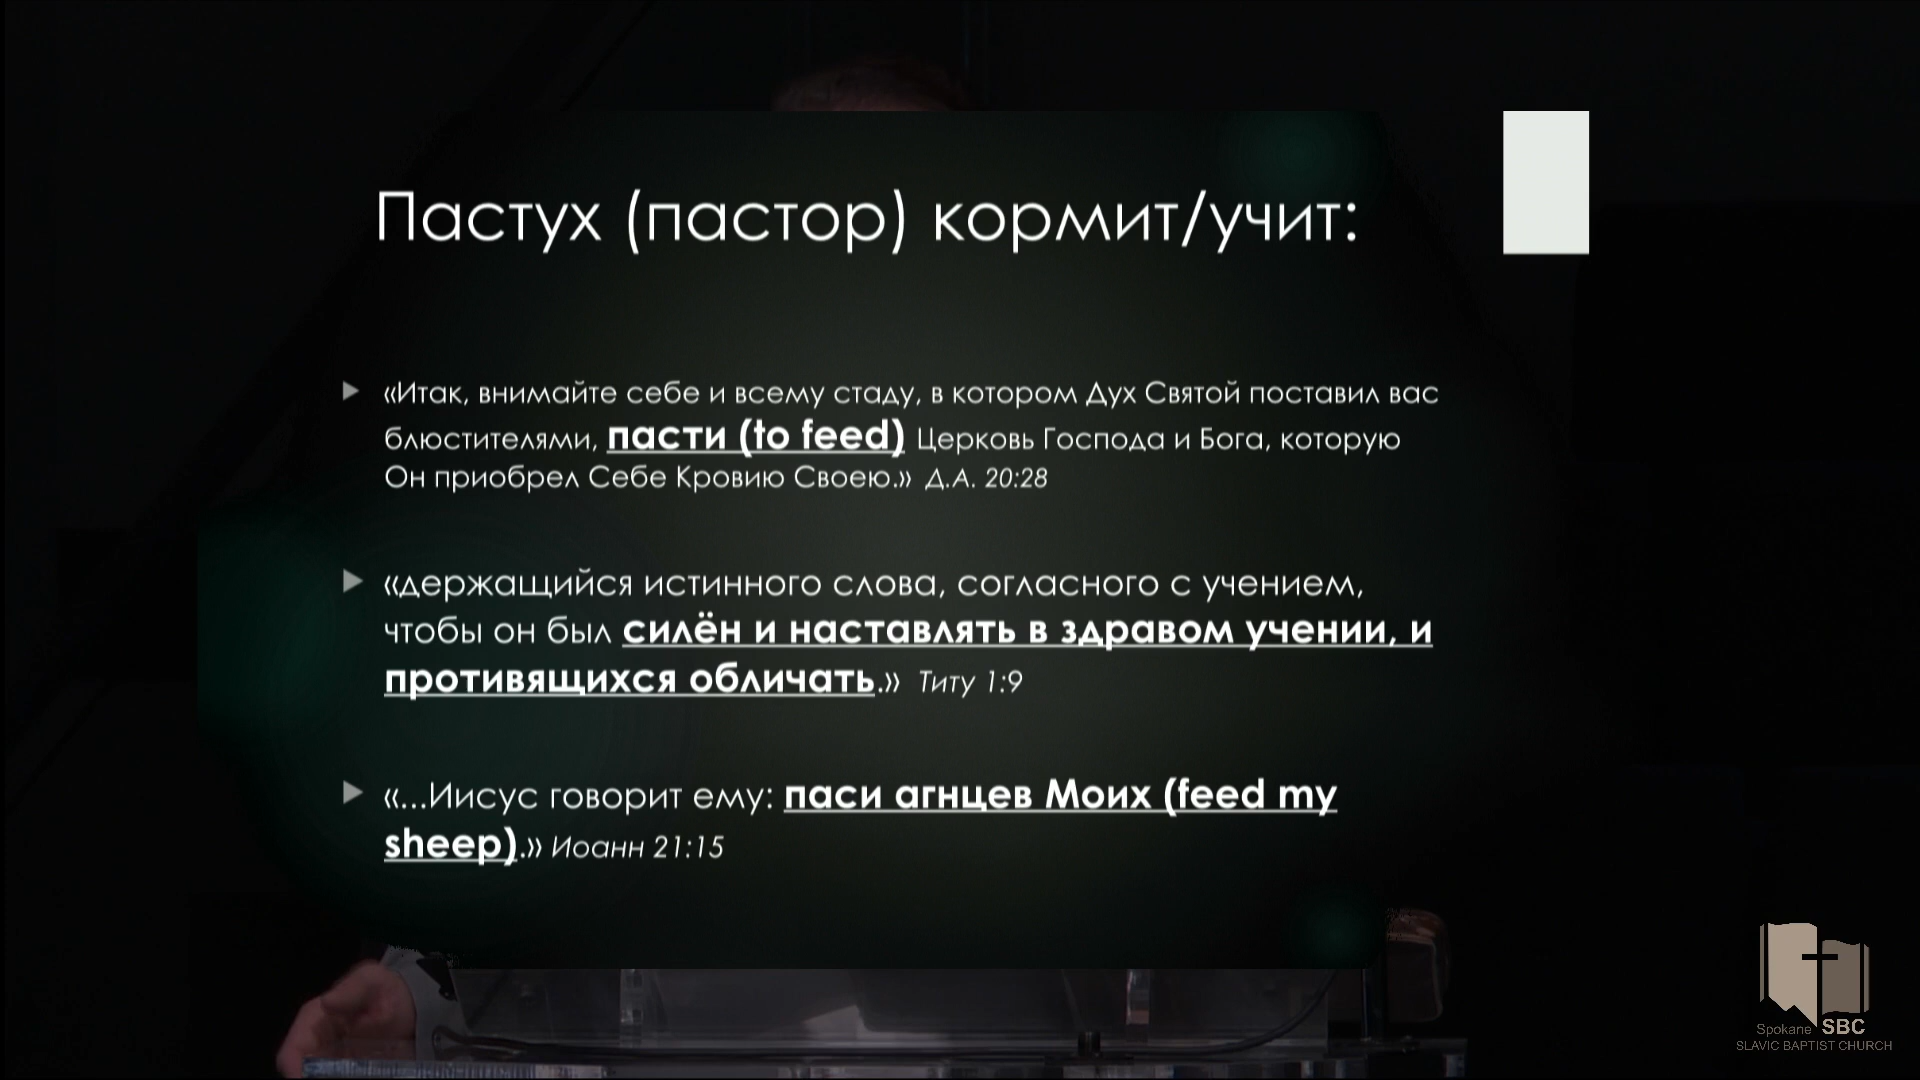 Пастух (пастор) кормит/учит:
«Итак, внимайте себе и всему стаду, в котором Дух Святой поставил вас
блюстителями, пасти (to feed) Церковь Господа и Бога, которую
Он приобрел Себе Кровию Своею.» Д.А. 20:28
«держащийся истинного слова, согласного с учением,
чтобы он был силён и наставлять в здравом учении, и
противящихся обличать.» Титу 1:9
«...Иисус говорит ему: паси агнцев Моих (feed my
sheep).» Иоанн 21:15
Spokane SBC
SLAVIC BAPTIST CHURCH